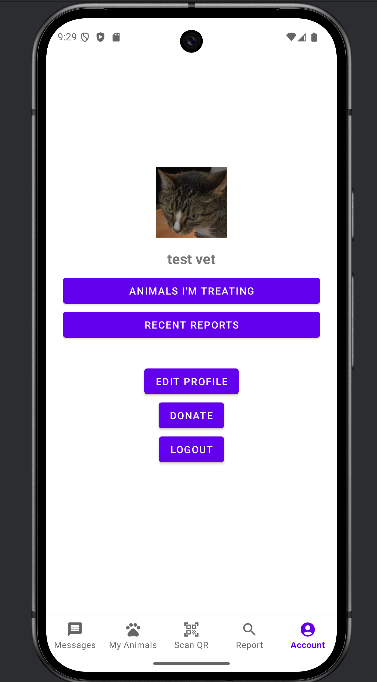 9:29
test vet
ANIMALS I'M TREATING
RECENT REPORTS
EDIT PROFILE
DONATE
LOGOUT
Messages My Animals Scan QR Report Account